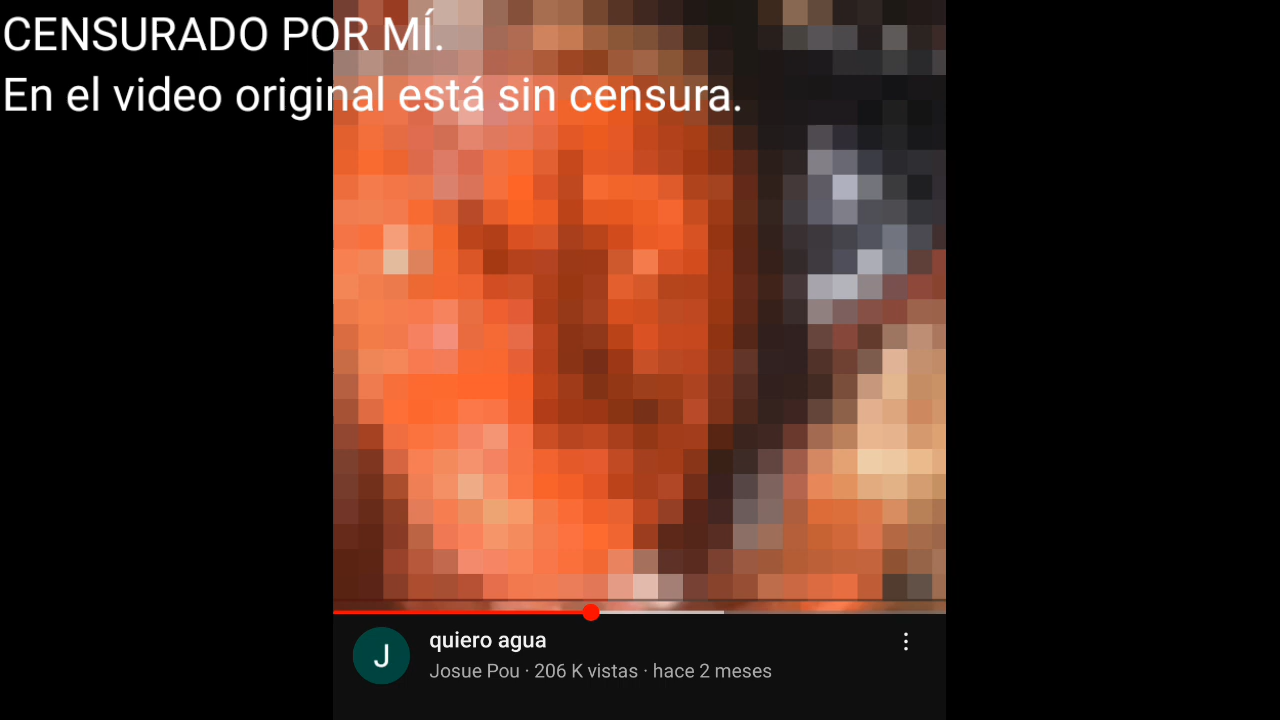 CENSURADO POR MÍ.
En el video original está sin censura.
J
quiero agua
Josue Pou · 206 K vistas · hace 2 meses